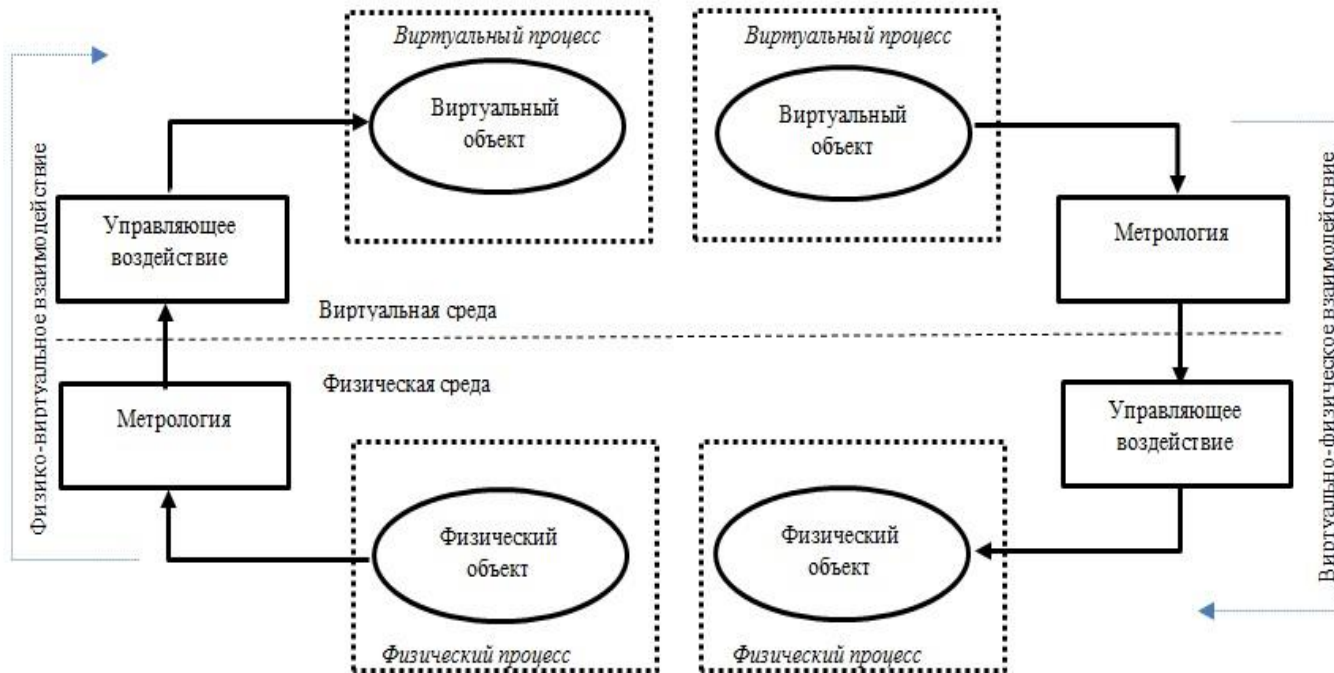 Виртуальный процесс
Виртуальный
объект
Виртуальный процесс
Виртуальный
объект
Физико-виртуальное взаимодействие
Управляющее
воздействие
Метрология
Виртуально-физическое взаимодействие
Виртуальная среда
Физическая среда
Метрология
Управляющее
воздействие
Физический
объект
Физический процесс
Физический
объект
Физический процесс